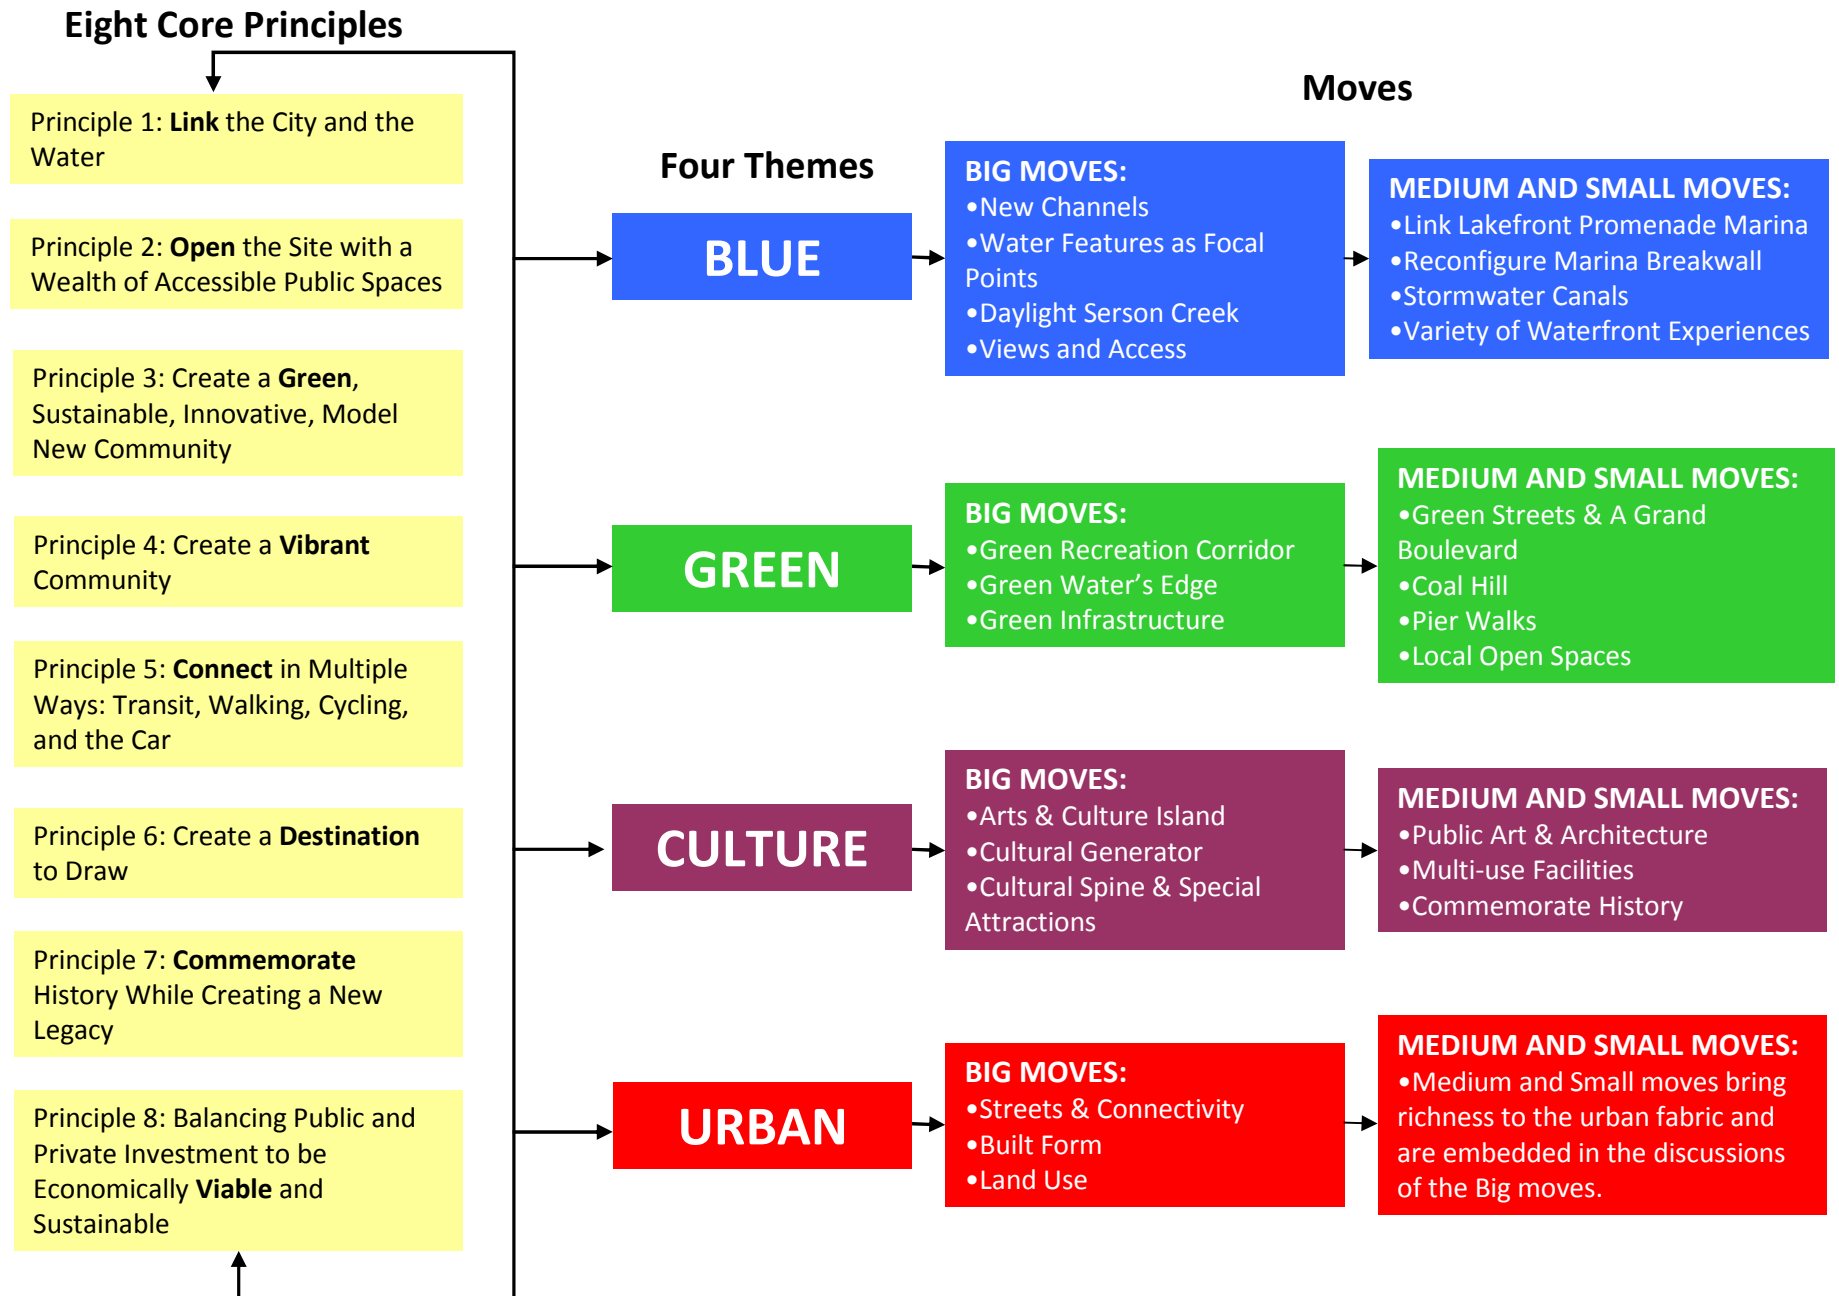 Eight Core Principles
Principle 1: Link the City and the
Water
Principle 2: Open the Site with a
Wealth of Accessible Public Spaces
Principle 3: Create a Green,
Sustainable, Innovative, Model
New Community
Principle 4: Create a Vibrant
Community
Principle 5: Connect in Multiple
Ways: Transit, Walking, Cycling,
and the Car
Principle 6: Create a Destination
to Draw
Principle 7: Commemorate
History While Creating a New
Legacy
Principle 8: Balancing Public and
Private Investment to be
Economically Viable and
Sustainable
Four Themes
Moves
BLUE
BIG MOVES:
•New Channels
•Water Features as Focal
Points
•Daylight Serson Creek
•Views and Access
MEDIUM AND SMALL MOVES:
•Link Lakefront Promenade Marina
•Reconfigure Marina Breakwall
•Stormwater Canals
•Variety of Waterfront Experiences
GREEN
BIG MOVES:
•Green Recreation Corridor
•Green Water’s Edge
•Green Infrastructure
MEDIUM AND SMALL MOVES:
•Green Streets & A Grand
Boulevard
•Coal Hill
•Pier Walks
•Local Open Spaces
CULTURE
BIG MOVES:
•Arts & Culture Island
•Cultural Generator
•Cultural Spine & Special
Attractions
MEDIUM AND SMALL MOVES:
•Public Art & Architecture
•Multi-use Facilities
•Commemorate History
URBAN
BIG MOVES:
•Streets & Connectivity
•Built Form
•Land Use
MEDIUM AND SMALL MOVES:
•Medium and Small moves bring
richness to the urban fabric and
are embedded in the discussions
of the Big moves.